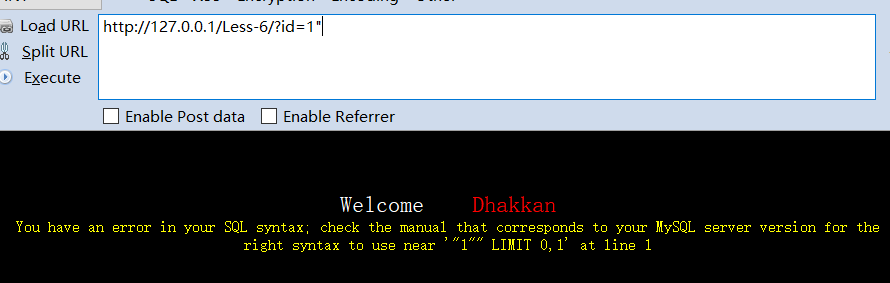 Load URL
http://127.0.0.1/Less-6/?id=1"
Split URL
Execute
Enable Post data Enable Referrer
Welcome Dhakkan
You have an error in your SQL syntax; check the manual that corresponds to your MySQL server version for the
right syntax to use near '"1"" LIMIT 0,1' at line 1